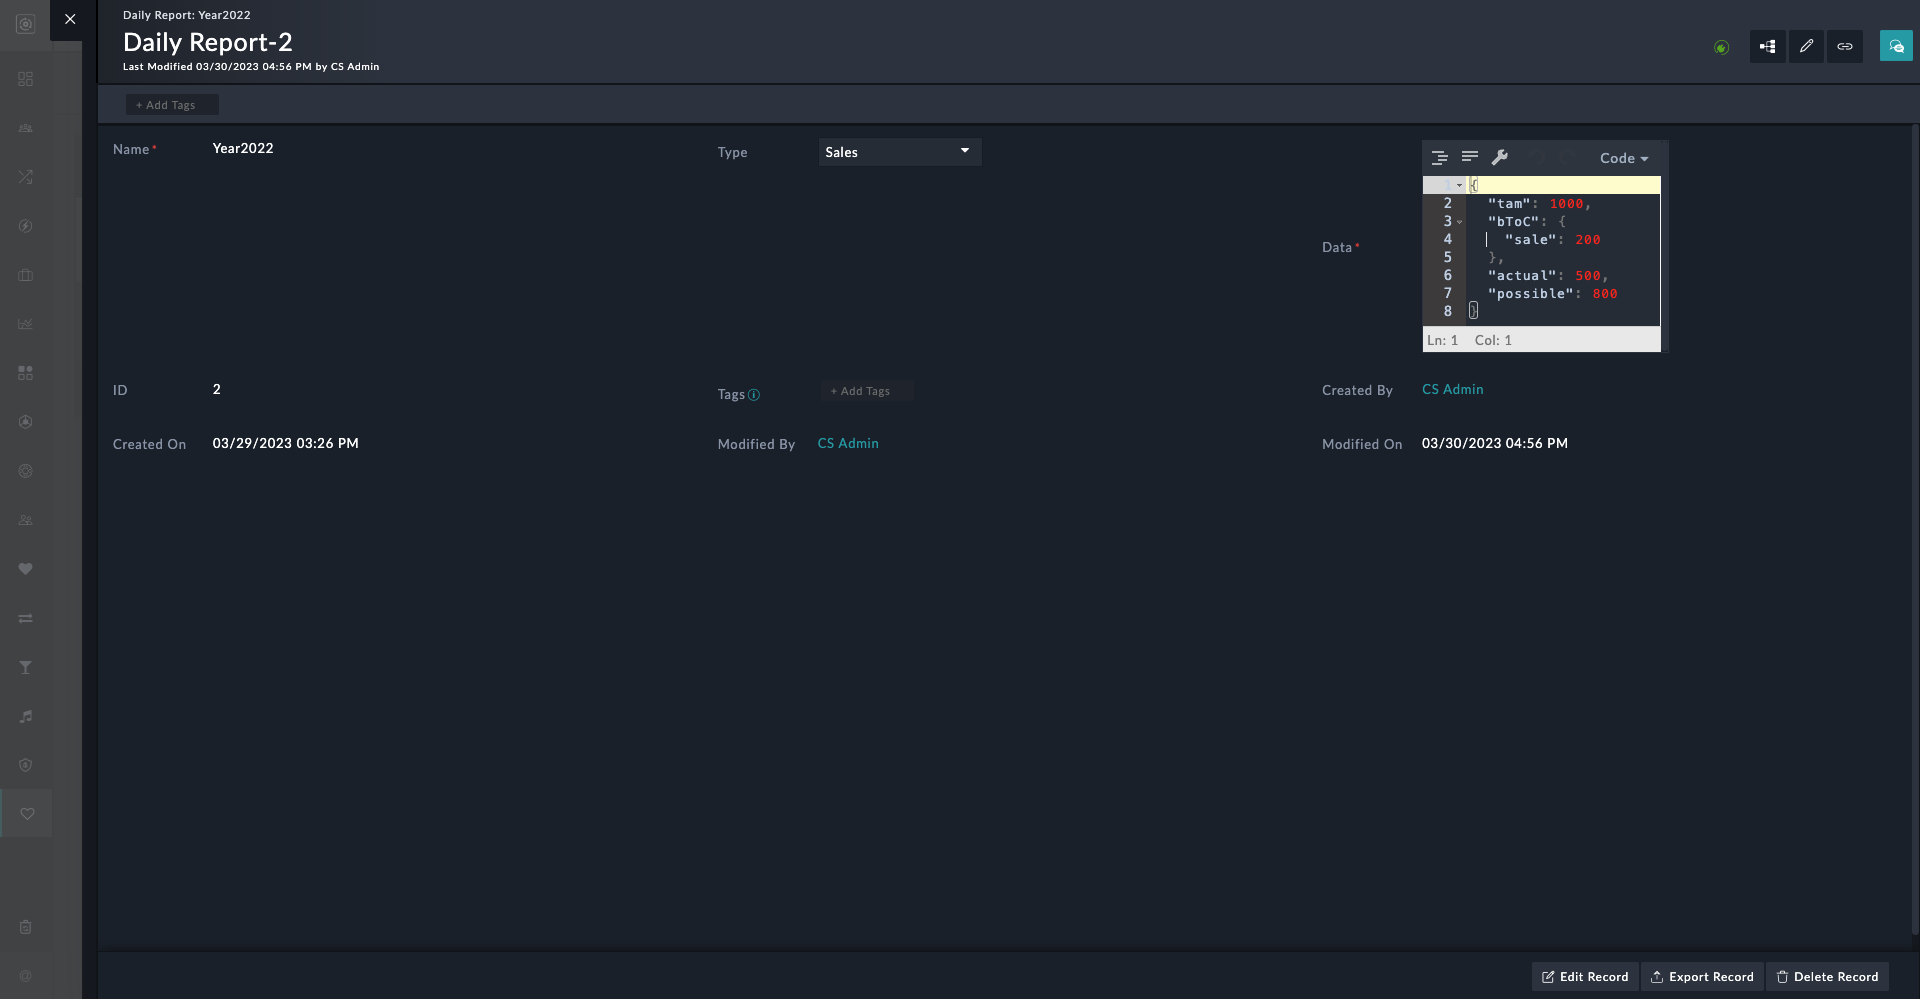 Daily Report: Year2022
Daily Report-2
Last Modified 03/30/2023 04:56 PM by CS Admin
+ Add Tags
Name* Year2022
Type Sales
Data*
Code
1 {
2 "tam": 1000,
3 "bToC": {
4 "sale": 200
5 },
6 "actual": 500,
7 "possible": 800
8 }
Ln: 1 Col: 1
ID 2
Tags + Add Tags
Created By CS Admin
Created On 03/29/2023 03:26 PM
Modified By CS Admin
Modified On 03/30/2023 04:56 PM
Edit Record Export Record Delete Record